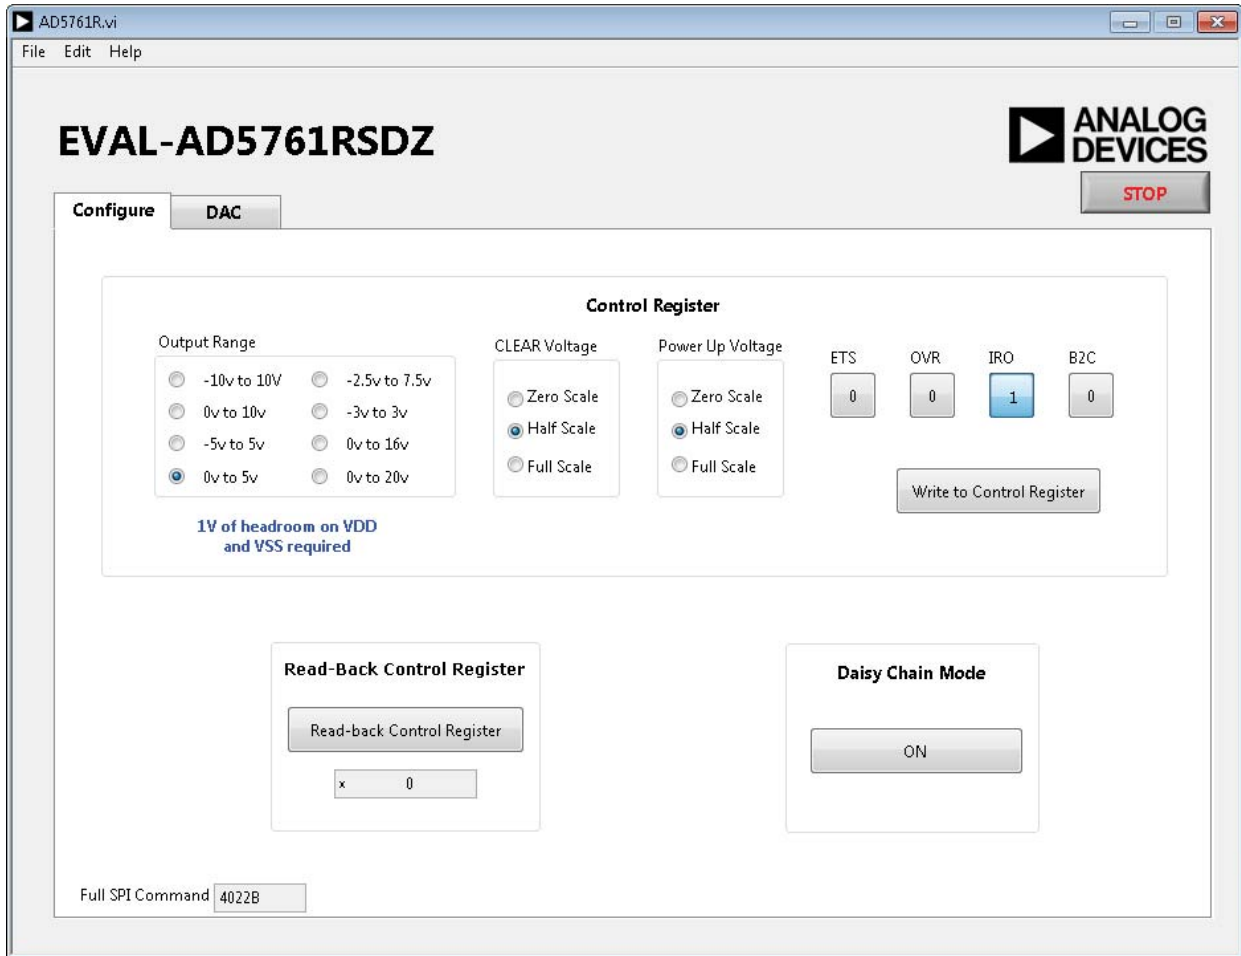 AD5761R.vi
File Edit Help
EVAL-AD5761RSDZ
ANALOG
DEVICES
STOP
Configure DAC
Control Register
Output Range
-10v to 10V -2.5v to 7.5v
0v to 10v -3v to 3v
-5v to 5v 0v to 16v
0v to 5v 0v to 20v
1V of headroom on VDD
and VSS required
CLEAR Voltage
Zero Scale
Half Scale
Full Scale
Power Up Voltage
Zero Scale
Half Scale
Full Scale
ETS OVR IRO B2C
0 0 1 0
Write to Control Register
Read-Back Control Register
Read-back Control Register
x 0
Daisy Chain Mode
ON
Full SPI Command 4022B